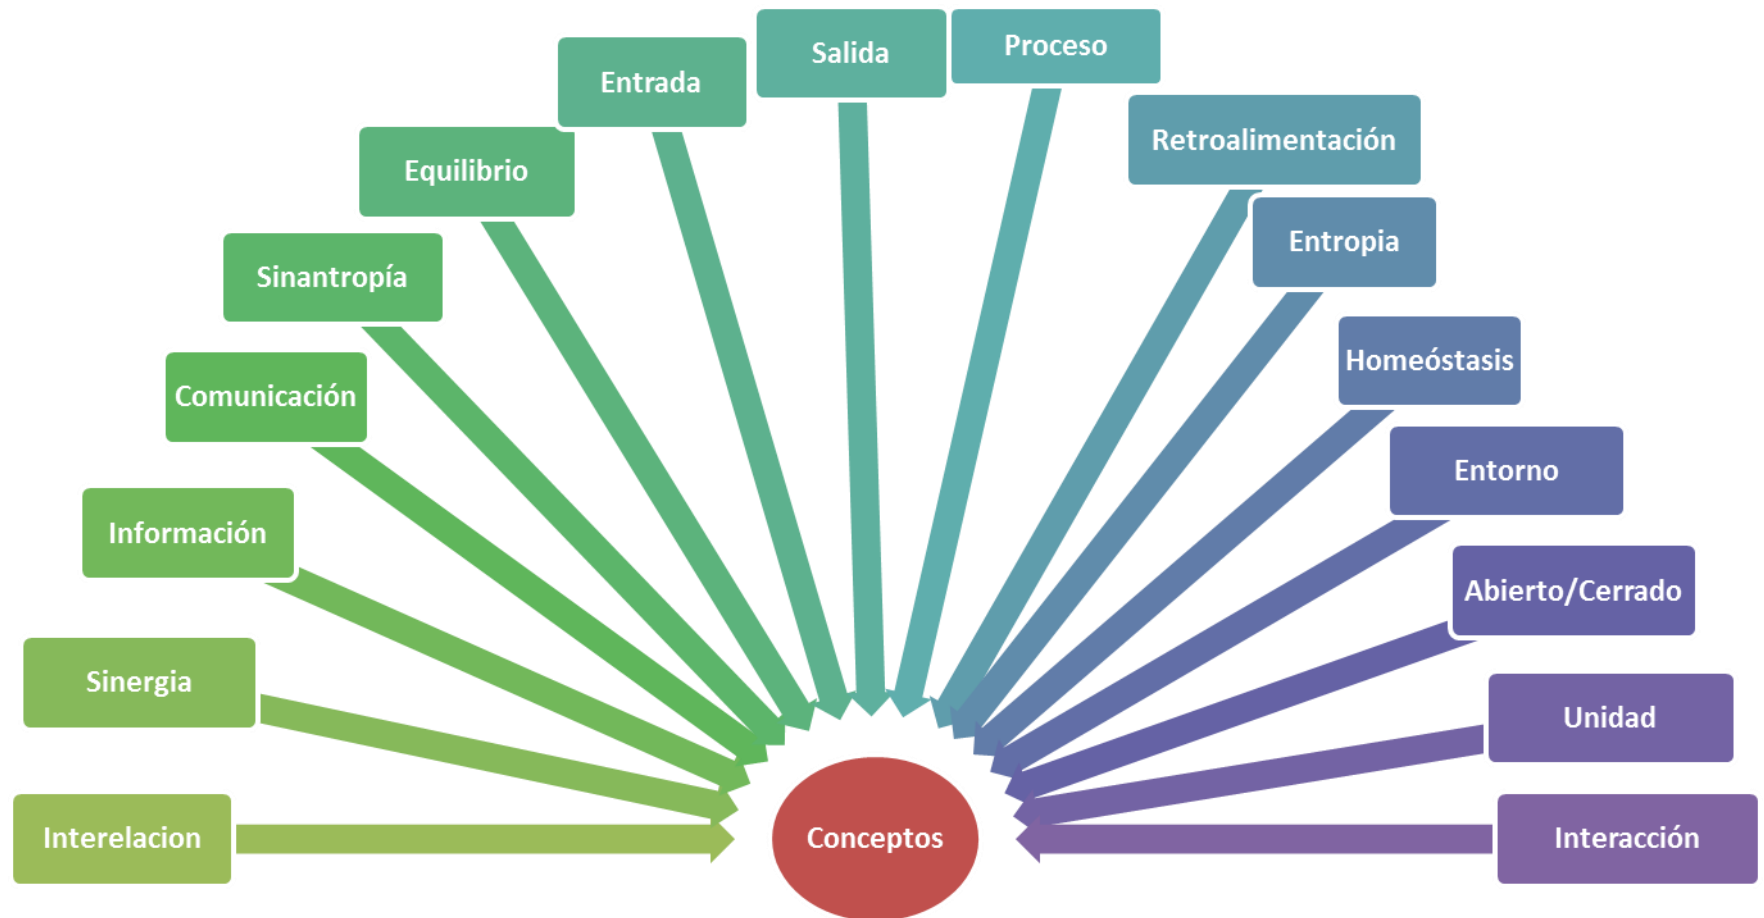 Interelacion
Sinergia
Información
Comunicación
Sinantropía
Equilibrio
Entrada
Salida
Proceso
Retroalimentación
Entropia
Homeóstasis
Entorno
Abierto/Cerrado
Unidad
Interacción
Conceptos